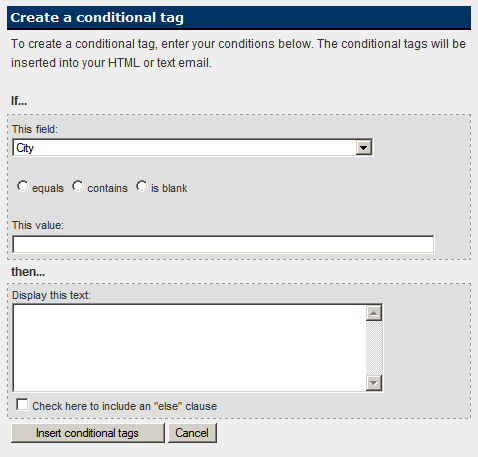 Create a conditional tag
To create a conditional tag, enter your conditions below. The conditional tags will be
inserted into your HTML or text email.
If...
This field:
City
equals contains is blank
This value:
then...
Display this text:
Check here to include an "else" clause
Insert conditional tags Cancel